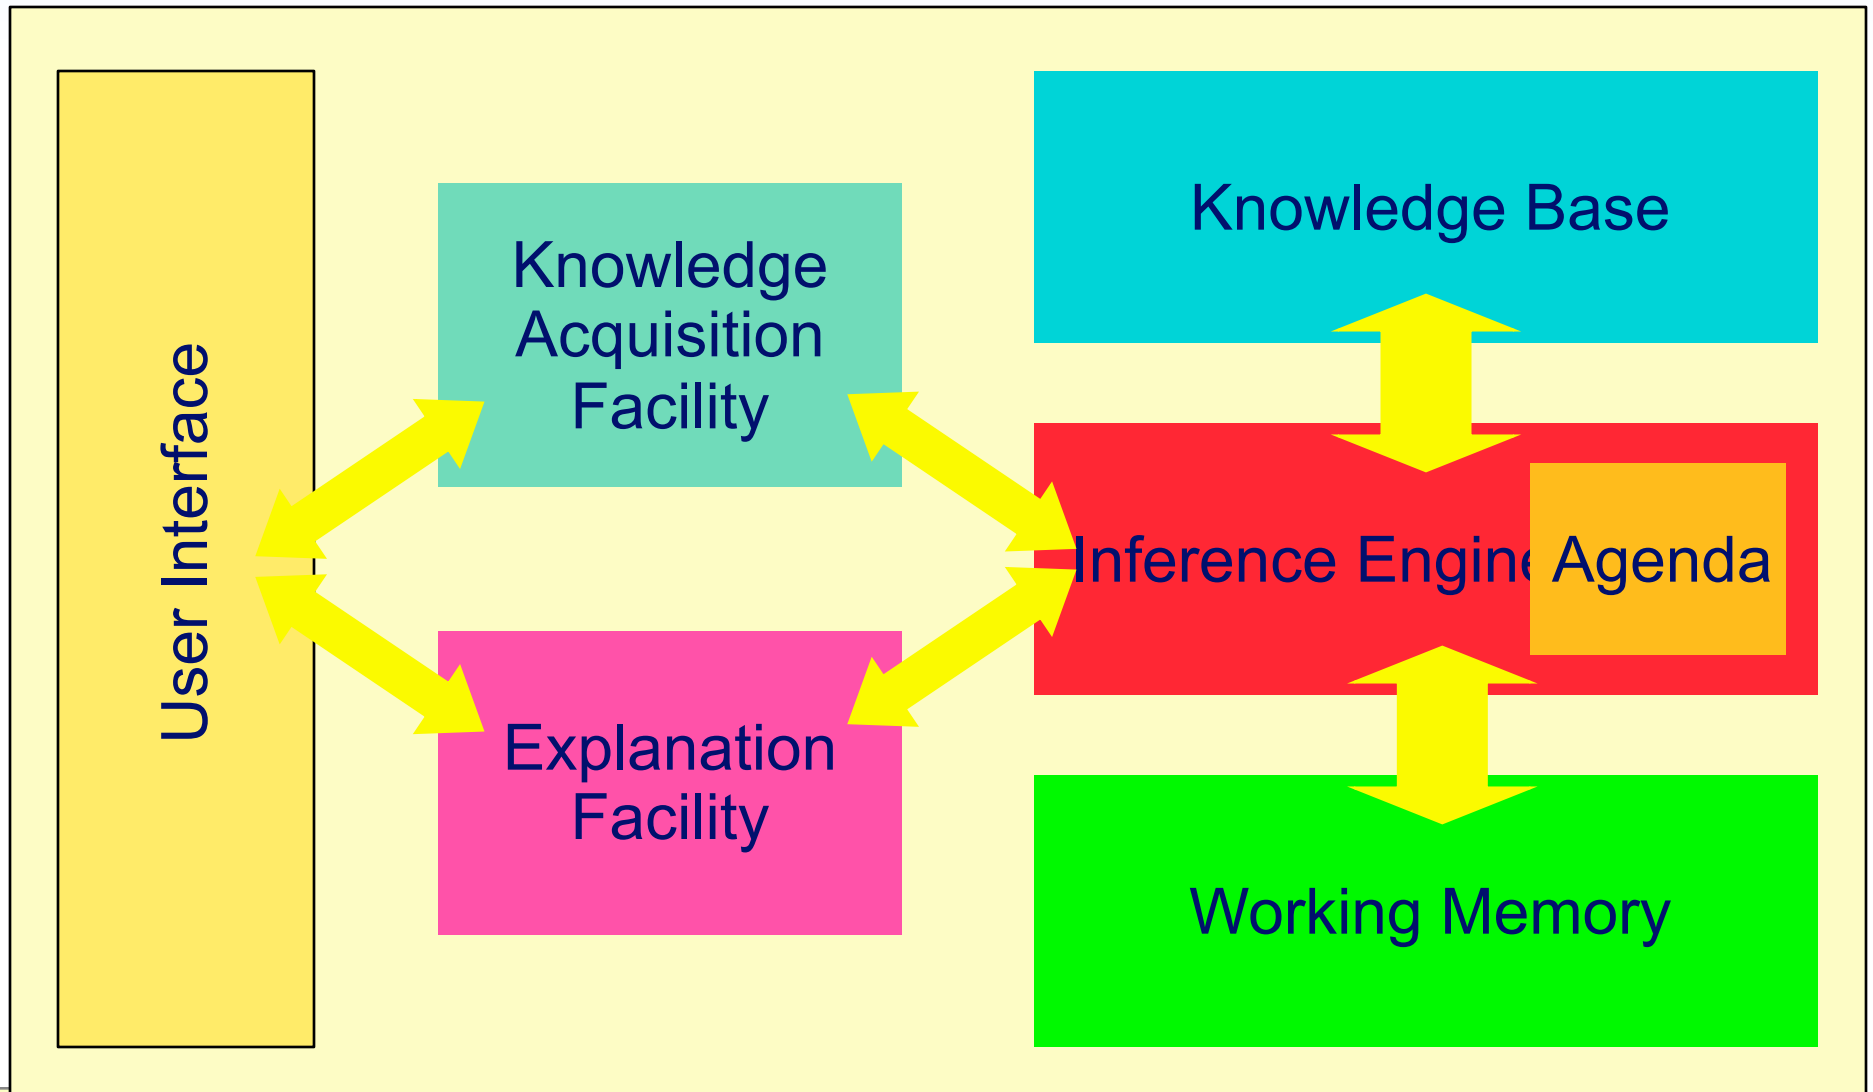 User Interface
Knowledge
Acquisition
Facility
Explanation
Facility
Knowledge Base
Inference Engine
Agenda
Working Memory